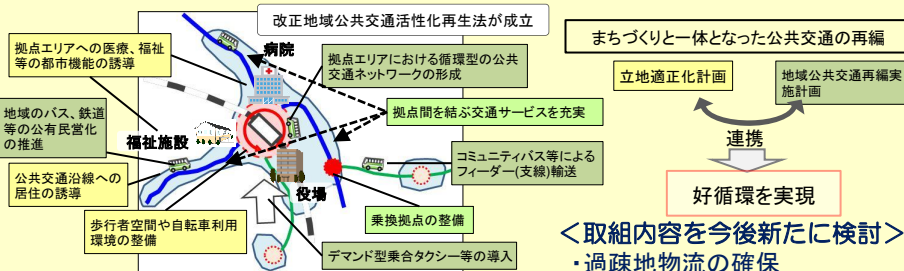 改正地域公共交通活性化再生法が成立
拠点エリアへの医療、福祉
等の都市機能の誘導
病院
拠点エリアにおける循環型の公共
交通ネットワークの形成
地域のバス、鉄道
等の公有民営化
の推進
福祉施設
拠点間を結ぶ交通サービスを充実
公共交通沿線への
居住の誘導
役場
コミュニティバス等による
フィーダー(支線)輸送
歩行者空間や自転車利用
環境の整備
乗換拠点の整備
デマンド型乗合タクシー等の導入
まちづくりと一体となった公共交通の再編
立地適正化計画
地域公共交通再編実
施計画
連携
好循環を実現
＜取組内容を今後新たに検討＞
・過疎地物流の確保